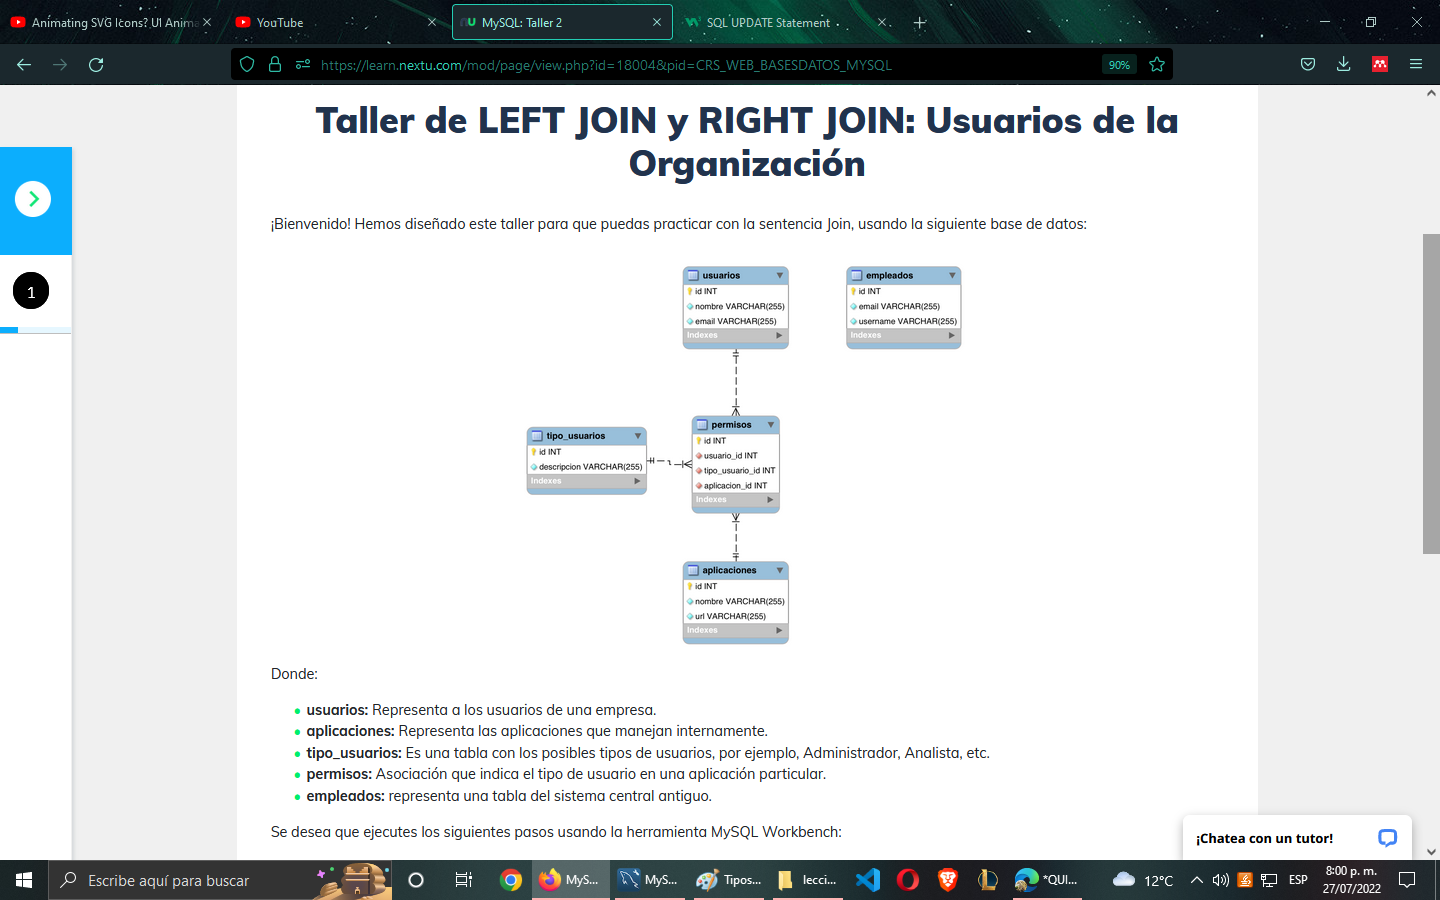 Animating SVG Icons? UI Anima
YouTube
MySQL: Taller 2
SQL UPDATE Statement
https://learn.nextu.com/mod/page/view.php?id=18004&pid=CRS_WEB_BASESDATOS_MYSQL
90%
Taller de LEFT JOIN y RIGHT JOIN: Usuarios de la
Organización
1
¡Bienvenido! Hemos diseñado este taller para que puedas practicar con la sentencia Join, usando la siguiente base de datos:
usuarios
id INT
nombre VARCHAR(255)
email VARCHAR(255)
Indexes
empleados
id INT
email VARCHAR(255)
username VARCHAR(255)
Indexes
tipo_usuarios
id INT
descripcion VARCHAR(255)
Indexes
permisos
id INT
usuario_id INT
tipo_usuario_id INT
aplicacion_id INT
Indexes
aplicaciones
id INT
nombre VARCHAR(255)
url VARCHAR(255)
Indexes
Donde:
usuarios: Representa a los usuarios de una empresa.
aplicaciones: Representa las aplicaciones que manejan internamente.
tipo_usuarios: Es una tabla con los posibles tipos de usuarios, por ejemplo, Administrador, Analista, etc.
permisos: Asociación que indica el tipo de usuario en una aplicación particular.
empleados: representa una tabla del sistema central antiguo.
Se desea que ejecutes los siguientes pasos usando la herramienta MySQL Workbench:
¡Chatea con un tutor!
Escribe aquí para buscar
MyS...
MyS...
Tipos...
lecci...
*QUI...
12°C
ESP
8:00 p. m.
27/07/2022